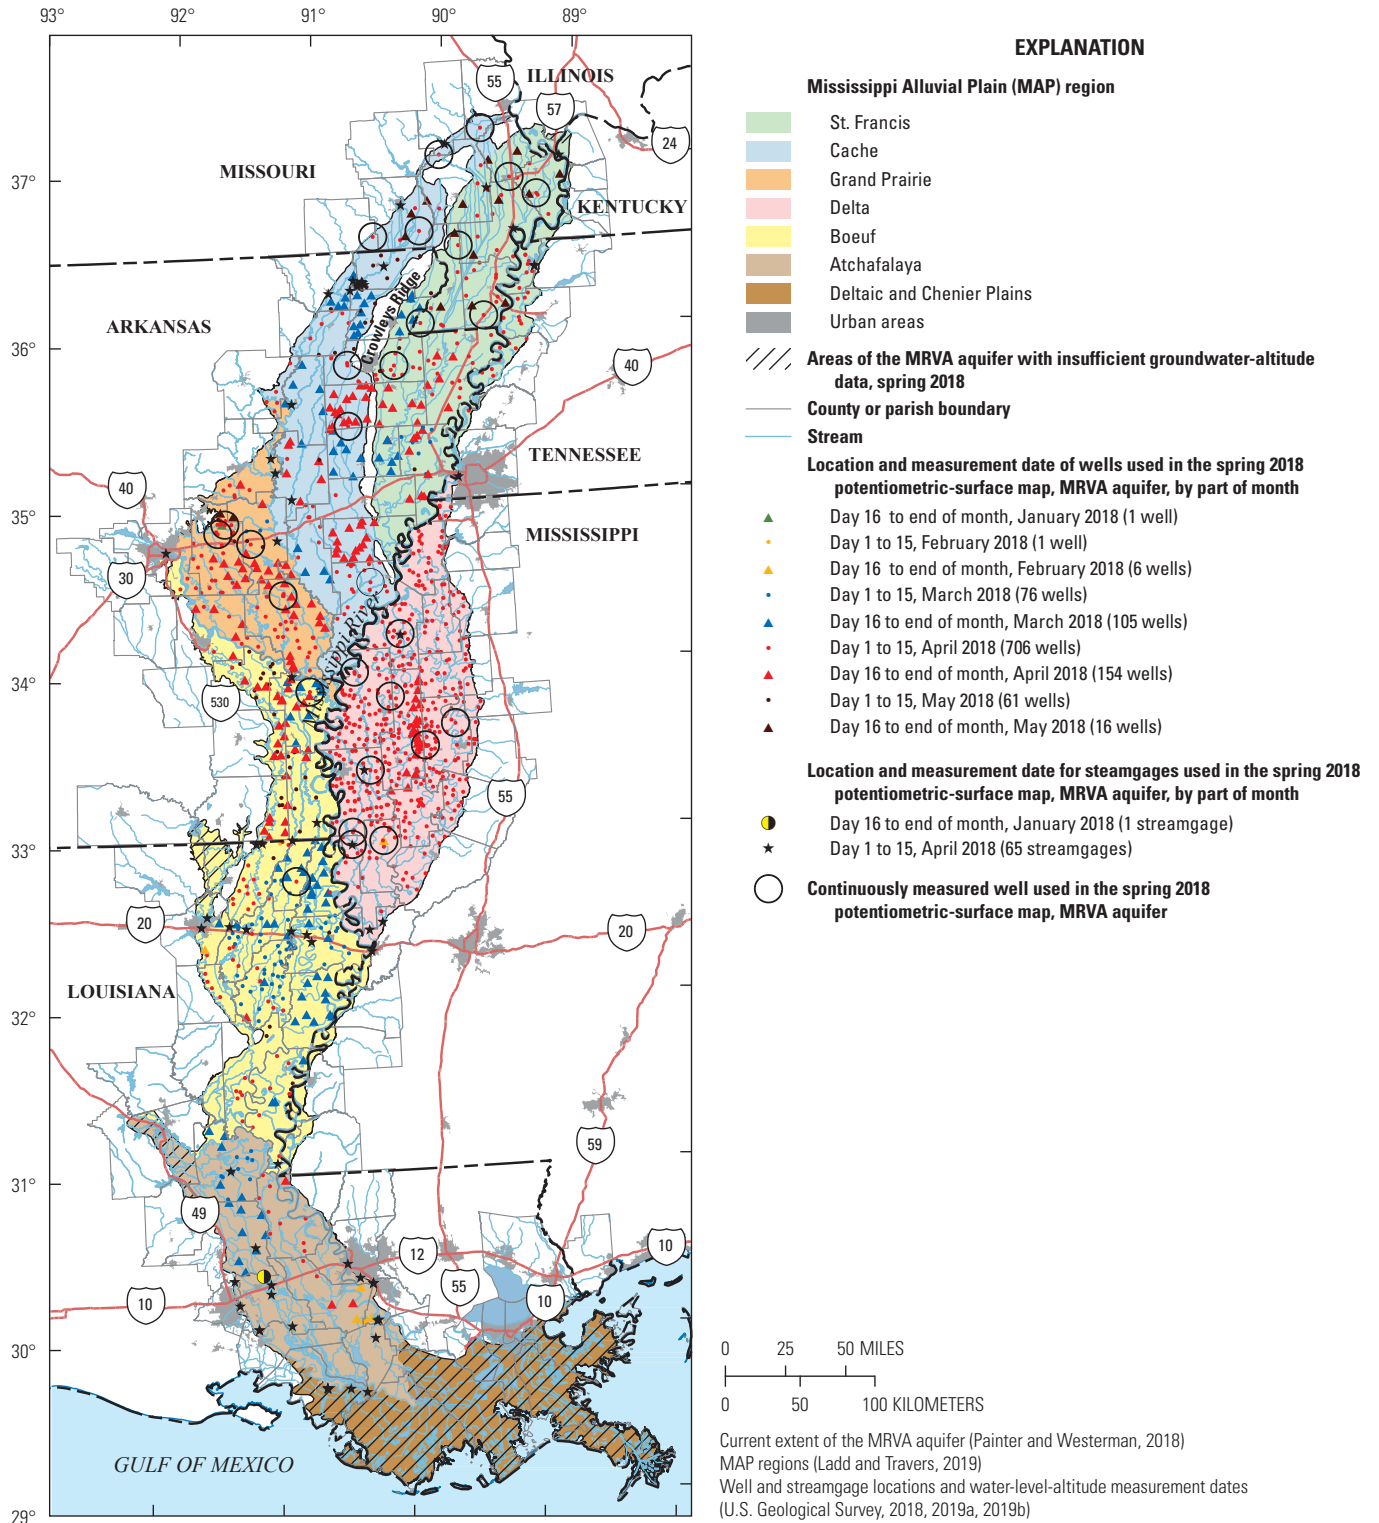 93°
92°
91°
90°
89°
ILLINOIS
55
57
24
MISSOURI
37°
KENTUCKY
Crowleys Ridge
ARKANSAS
36°
40
TENNESSEE
40
35°
MISSISSIPPI
30
34°
530
55
33°
20
20
LOUISIANA
32°
59
31°
49
12
10
55
10
10
30°
GULF OF MEXICO
29°
EXPLANATION
Mississippi Alluvial Plain (MAP) region
St. Francis
Cache
Grand Prairie
Delta
Boeuf
Atchafalaya
Deltaic and Chenier Plains
Urban areas
Areas of the MRVA aquifer with insufficient groundwater-altitude
data, spring 2018
County or parish boundary
Stream
Location and measurement date of wells used in the spring 2018
potentiometric-surface map, MRVA aquifer, by part of month
Day 16 to end of month, January 2018 (1 well)
Day 1 to 15, February 2018 (1 well)
Day 16 to end of month, February 2018 (6 wells)
Day 1 to 15, March 2018 (76 wells)
Day 16 to end of month, March 2018 (105 wells)
Day 1 to 15, April 2018 (706 wells)
Day 16 to end of month, April 2018 (154 wells)
Day 1 to 15, May 2018 (61 wells)
Day 16 to end of month, May 2018 (16 wells)
Location and measurement date for steamgages used in the spring 2018
potentiometric-surface map, MRVA aquifer, by part of month
Day 16 to end of month, January 2018 (1 streamgage)
Day 1 to 15, April 2018 (65 streamgages)
Continuously measured well used in the spring 2018
potentiometric-surface map, MRVA aquifer
0 25 50 MILES
0 50 100 KILOMETERS
Current extent of the MRVA aquifer (Painter and Westerman, 2018)
MAP regions (Ladd and Travers, 2019)
Well and streamgage locations and water-level-altitude measurement dates
(U.S. Geological Survey, 2018, 2019a, 2019b)